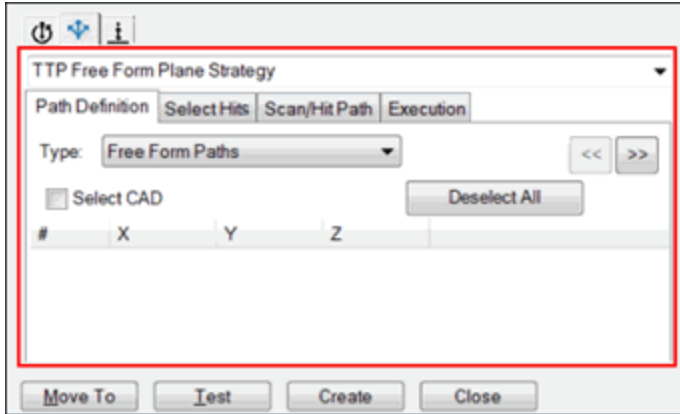 TTP Free Form Plane Strategy
Path Definition Select Hits Scan/Hit Path Execution
Type: Free Form Paths << >>
Select CAD Deselect All
# X Y Z
Move To Test Create Close